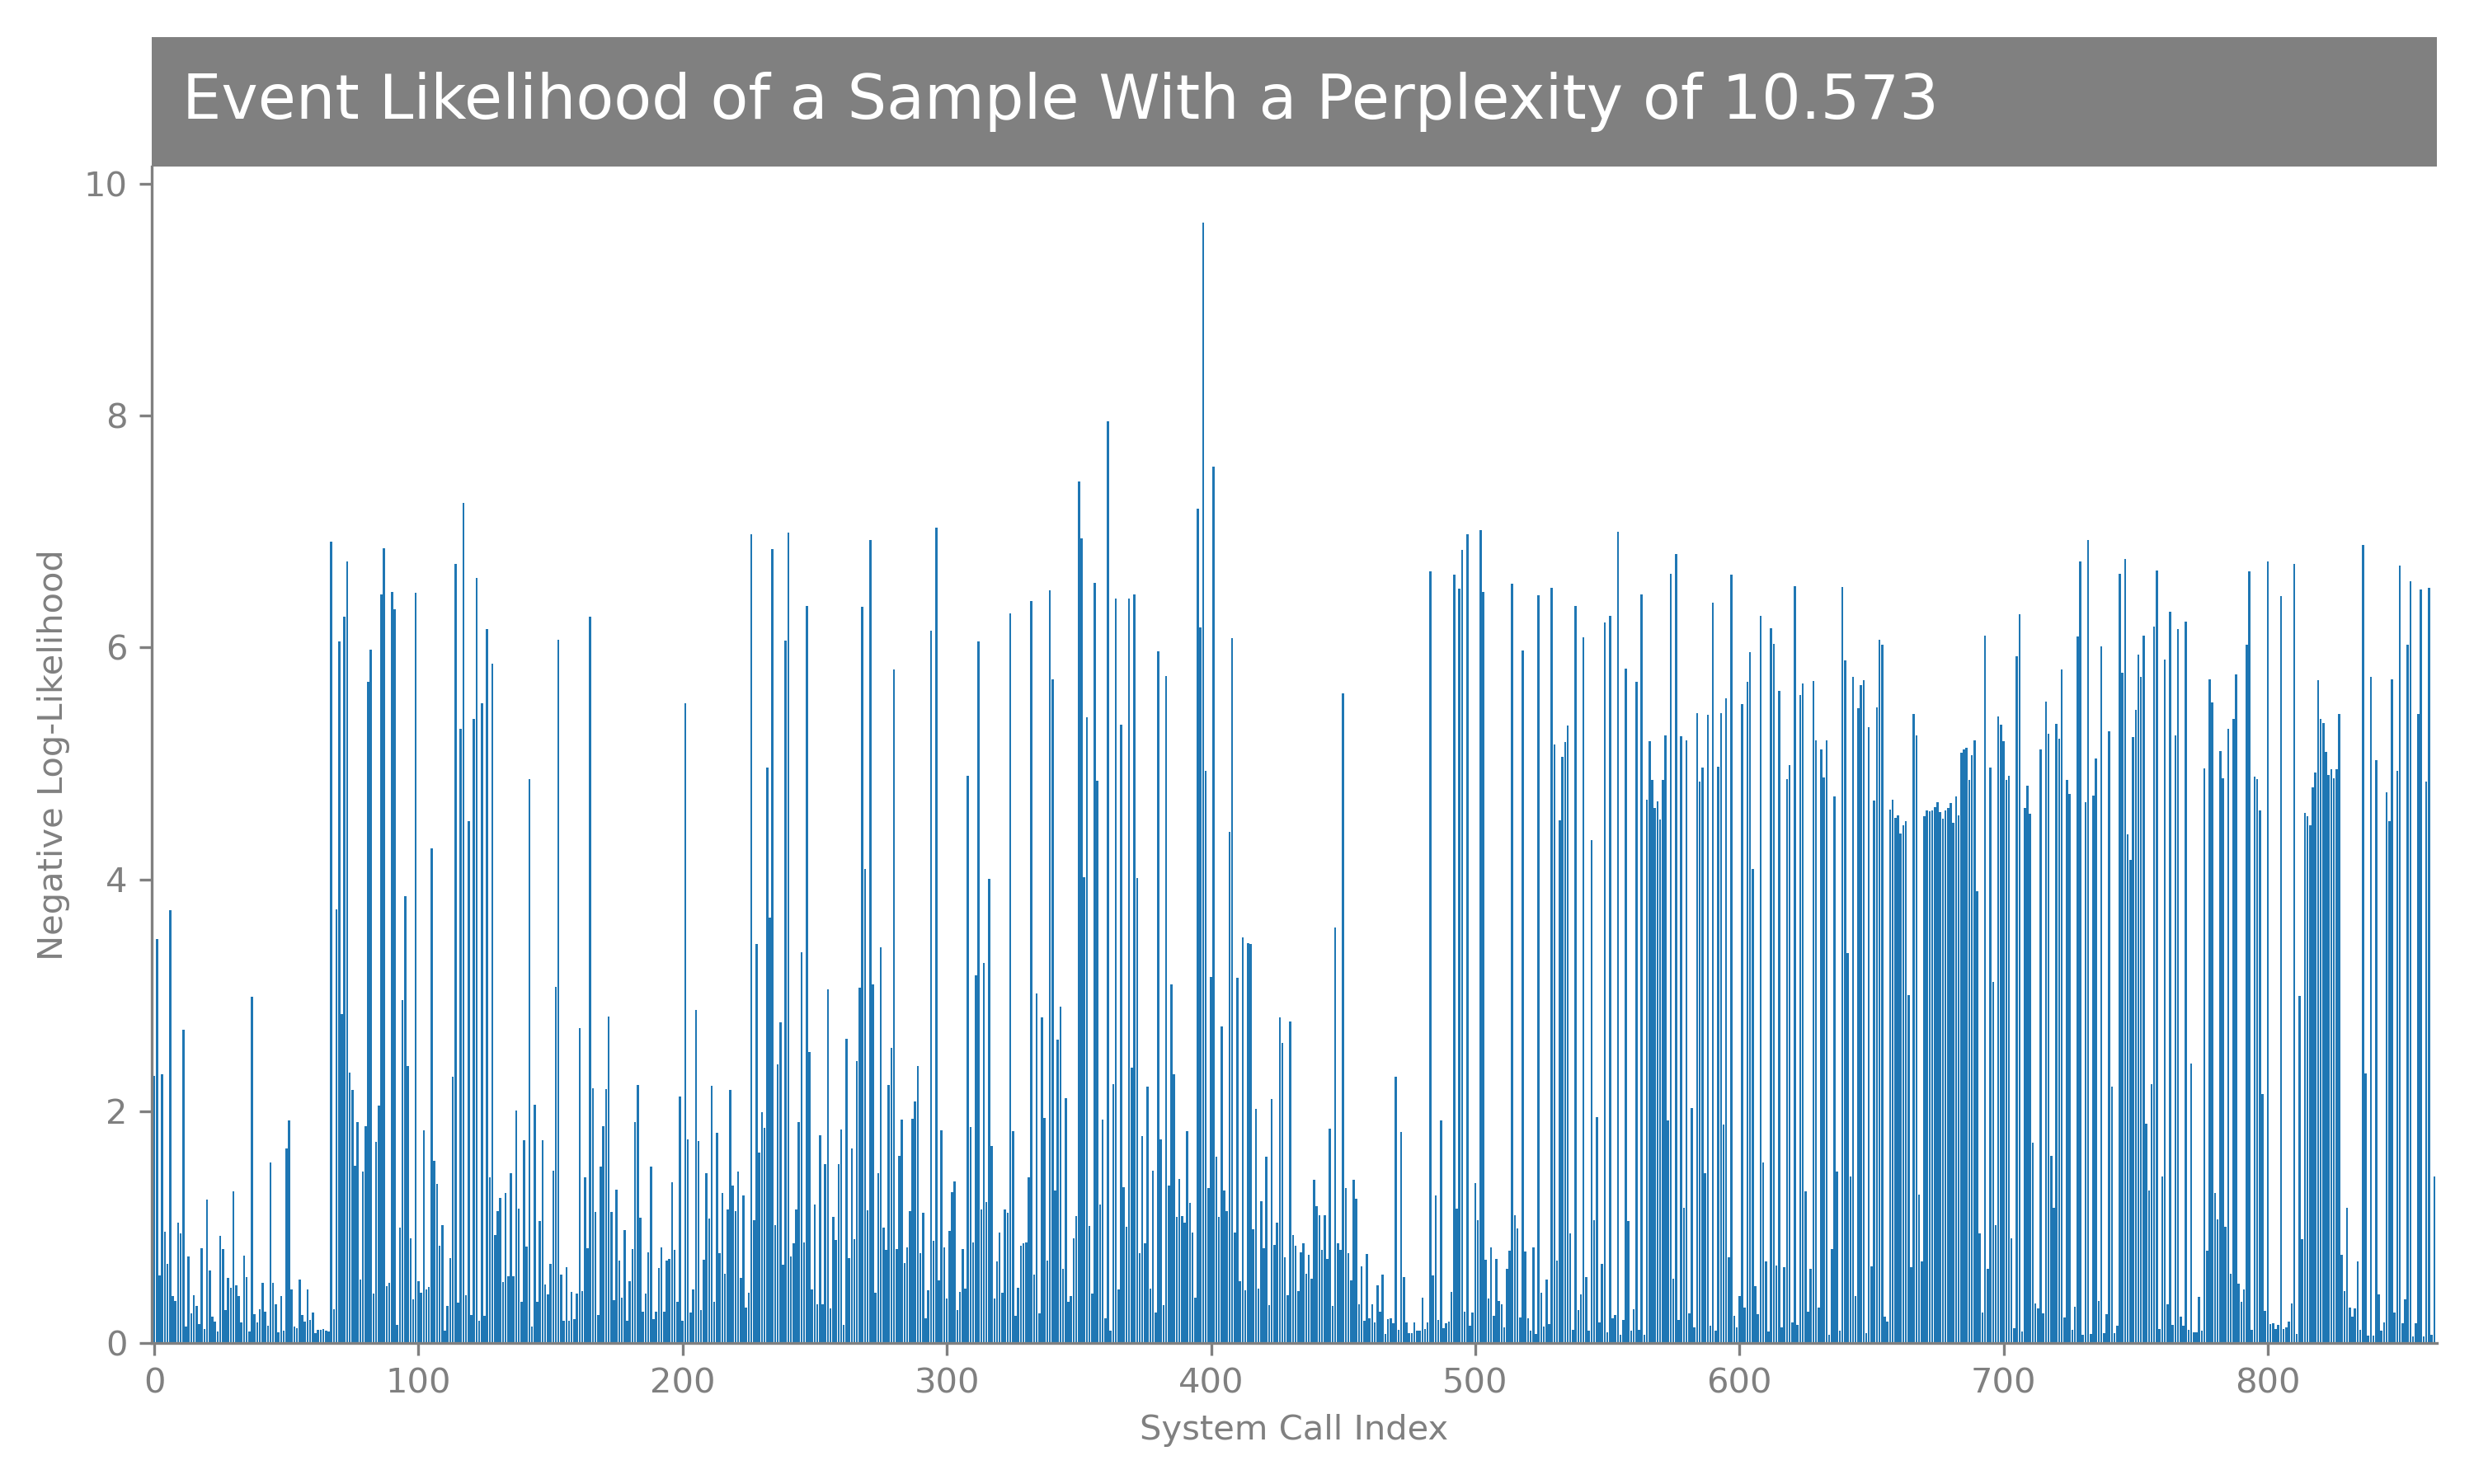 Event Likelihood of a Sample With a Perplexity of 10.573
10
8
6
4
2
0
Negative Log-Likelihood
0 100 200 300 400 500 600 700 800
System Call Index